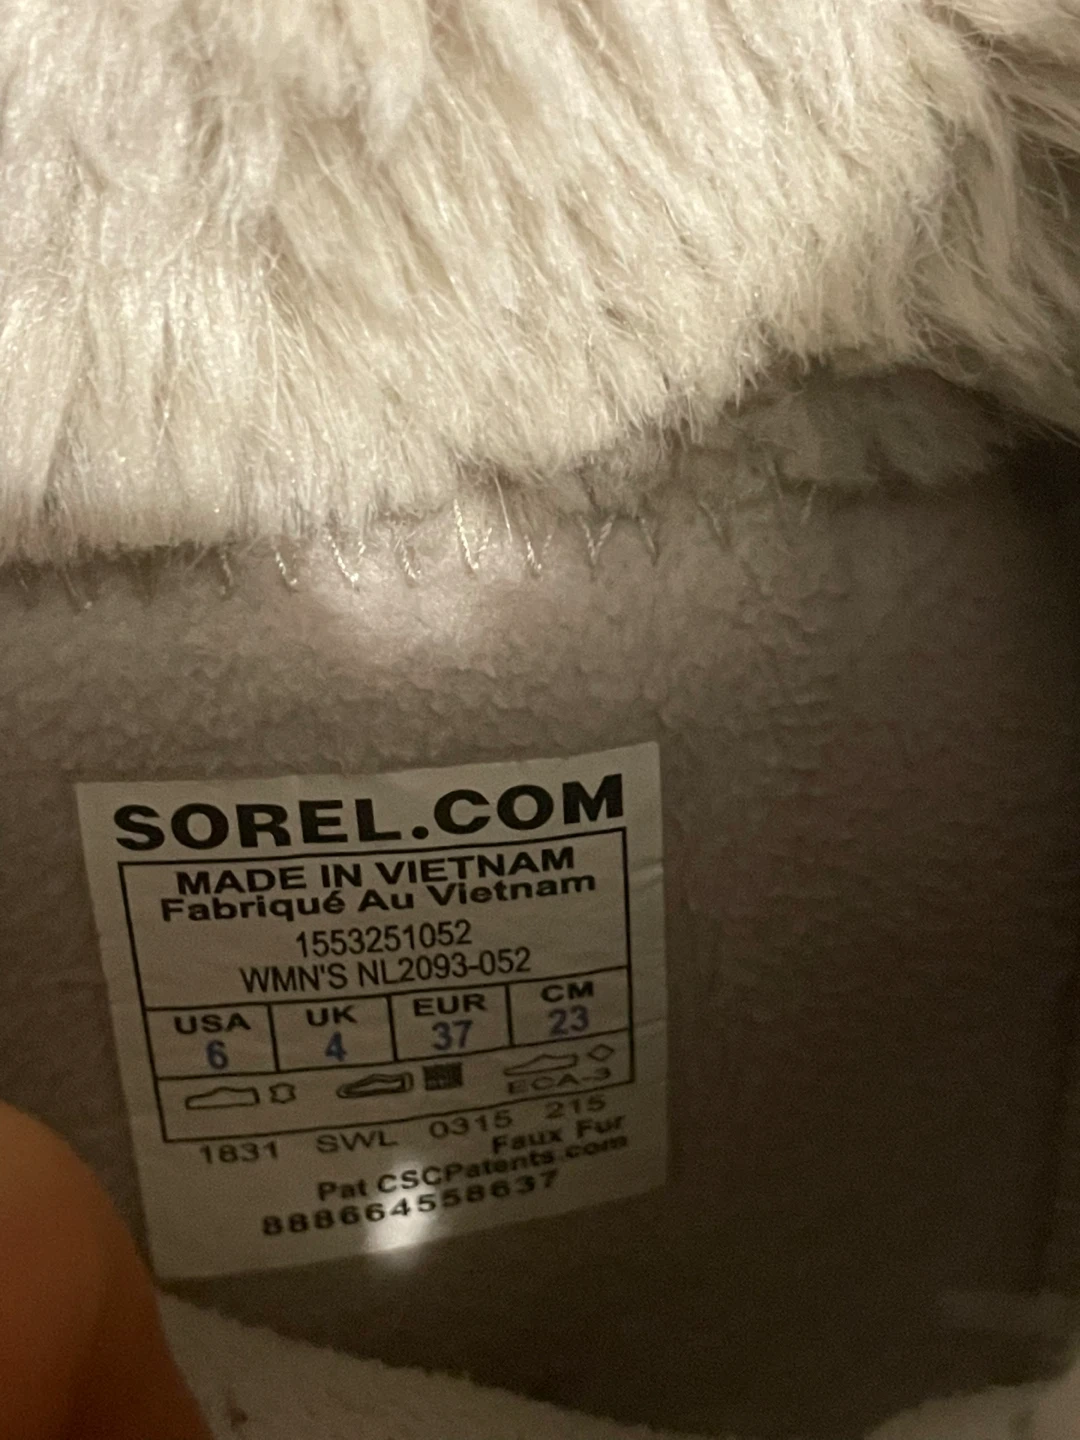 SOREL.COM
MADE IN VIETNAM
Fabriqué Au Vietnam
1553251052
WMN'S NL2093-052
USA UK EUR CM
6 4 37 23
ECA-3
1831 SWL 0315 215
Faux Fur
Pat CSCPatents.com
888664558637